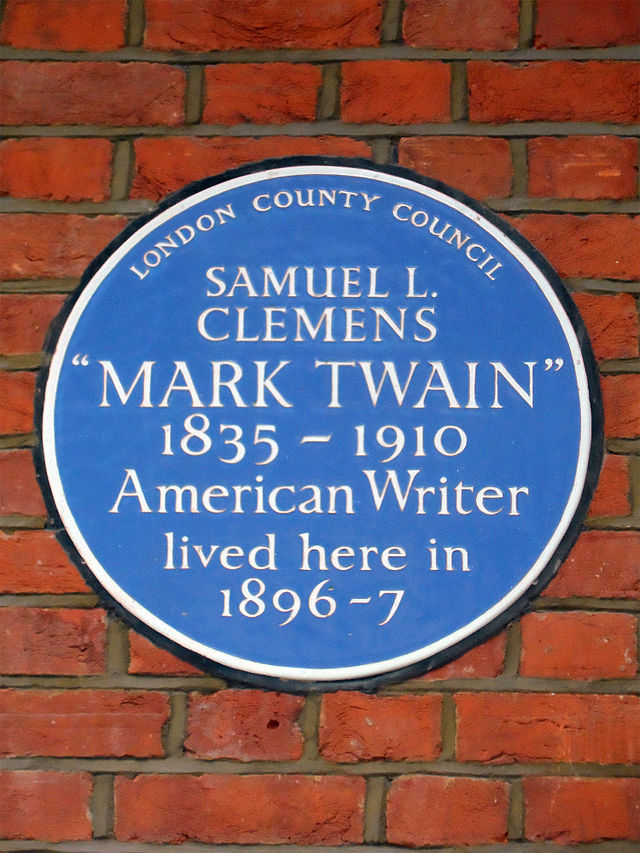 LONDON COUNTY COUNCIL
SAMUEL L.
CLEMENS
“MARK TWAIN”
1835 – 1910
American Writer
lived here in
1896-7